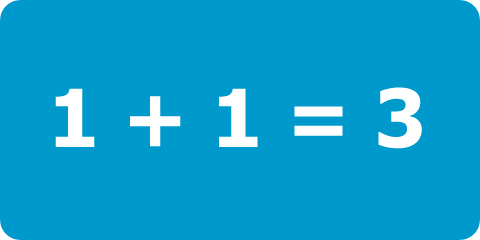 1 + 1 = 3